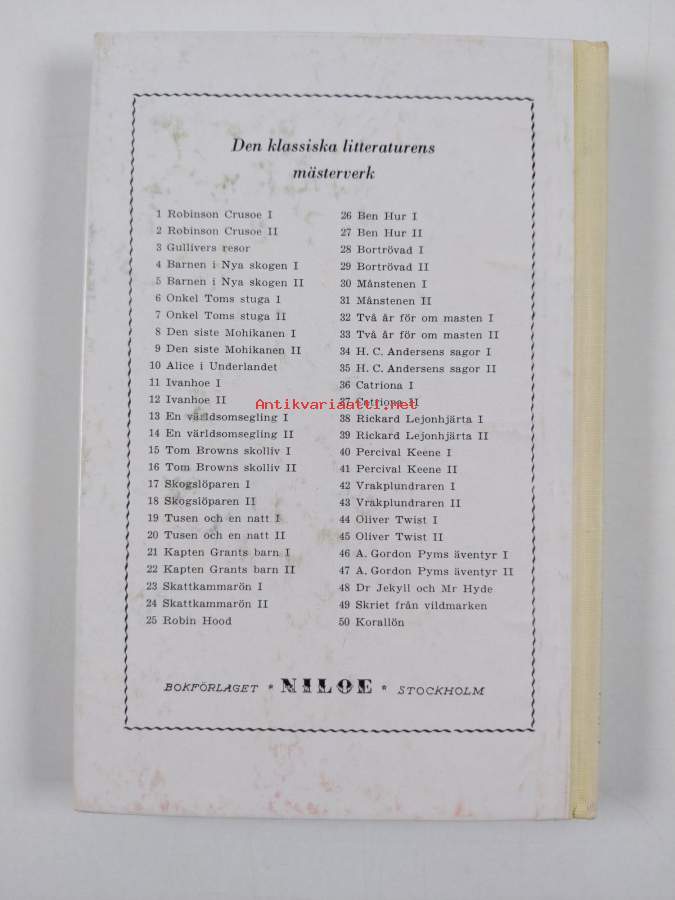 Den klassiska litteraturens
mästerverk
1 Robinson Crusoe I
2 Robinson Crusoe II
3 Gullivers resor
4 Barnen i Nya skogen I
5 Barnen i Nya skogen II
6 Onkel Toms stuga I
7 Onkel Toms stuga II
8 Den siste Mohikanen I
9 Den siste Mohikanen II
10 Alice i Underlandet
11 Ivanhoe I
12 Ivanhoe II
13 En världsomsegling I
14 En världsomsegling II
15 Tom Browns skolliv I
16 Tom Browns skolliv II
17 Skogslöparen I
18 Skogslöparen II
19 Tusen och en natt I
20 Tusen och en natt II
21 Kapten Grants barn I
22 Kapten Grants barn II
23 Skattkammarön I
24 Skattkammarön II
25 Robin Hood
26 Ben Hur I
27 Ben Hur II
28 Bortrövad I
29 Bortrövad II
30 Månstenen I
31 Månstenen II
32 Två år för om masten I
33 Två år för om masten II
34 H. C. Andersens sagor I
35 H. C. Andersens sagor II
36 Catriona I
37 Catriona II
38 Rickard Lejonhjärta I
39 Rickard Lejonhjärta II
40 Percival Keene I
41 Percival Keene II
42 Vrakplundraren I
43 Vrakplundraren II
44 Oliver Twist I
45 Oliver Twist II
46 A. Gordon Pyms äventyr I
47 A. Gordon Pyms äventyr II
48 Dr Jekyll och Mr Hyde
49 Skriet från vildmarken
50 Korallön
BOKFÖRLAGET * NILOE * STOCKHOLM
Antikvariaatti.net